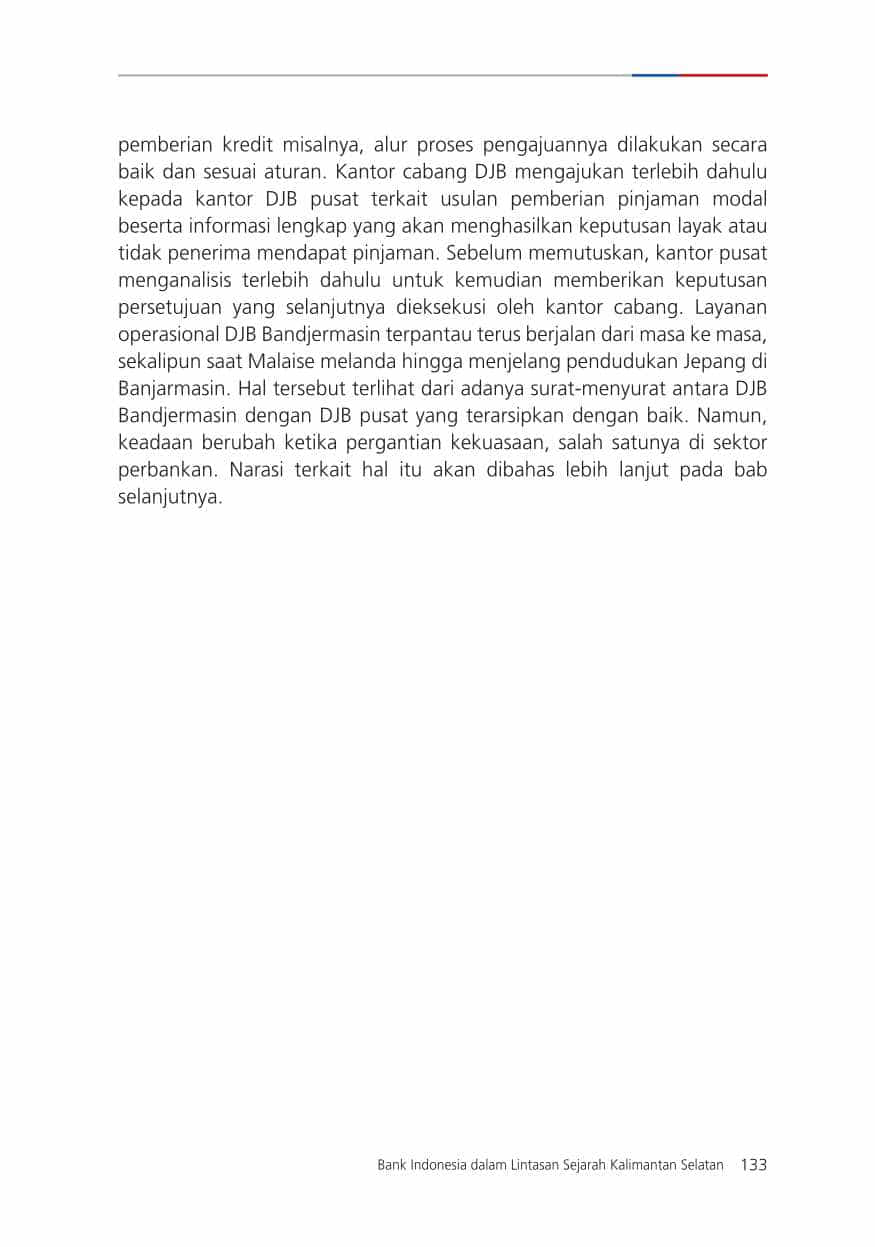 pemberian kredit misalnya, alur proses pengajuannya dilakukan secara
baik dan sesuai aturan. Kantor cabang DJB mengajukan terlebih dahulu
kepada kantor DJB pusat terkait usulan pemberian pinjaman modal
beserta informasi lengkap yang akan menghasilkan keputusan layak atau
tidak penerima mendapat pinjaman. Sebelum memutuskan, kantor pusat
menganalisis terlebih dahulu untuk kemudian memberikan keputusan
persetujuan yang selanjutnya dieksekusi oleh kantor cabang. Layanan
operasional DJB Bandjermasin terpantau terus berjalan dari masa ke masa,
sekalipun saat Malaise melanda hingga menjelang pendudukan Jepang di
Banjarmasin. Hal tersebut terlihat dari adanya surat-menyurat antara DJB
Bandjermasin dengan DJB pusat yang terarsipkan dengan baik. Namun,
keadaan berubah ketika pergantian kekuasaan, salah satunya di sektor
perbankan. Narasi terkait hal itu akan dibahas lebih lanjut pada bab
selanjutnya.
Bank Indonesia dalam Lintasan Sejarah Kalimantan Selatan 133